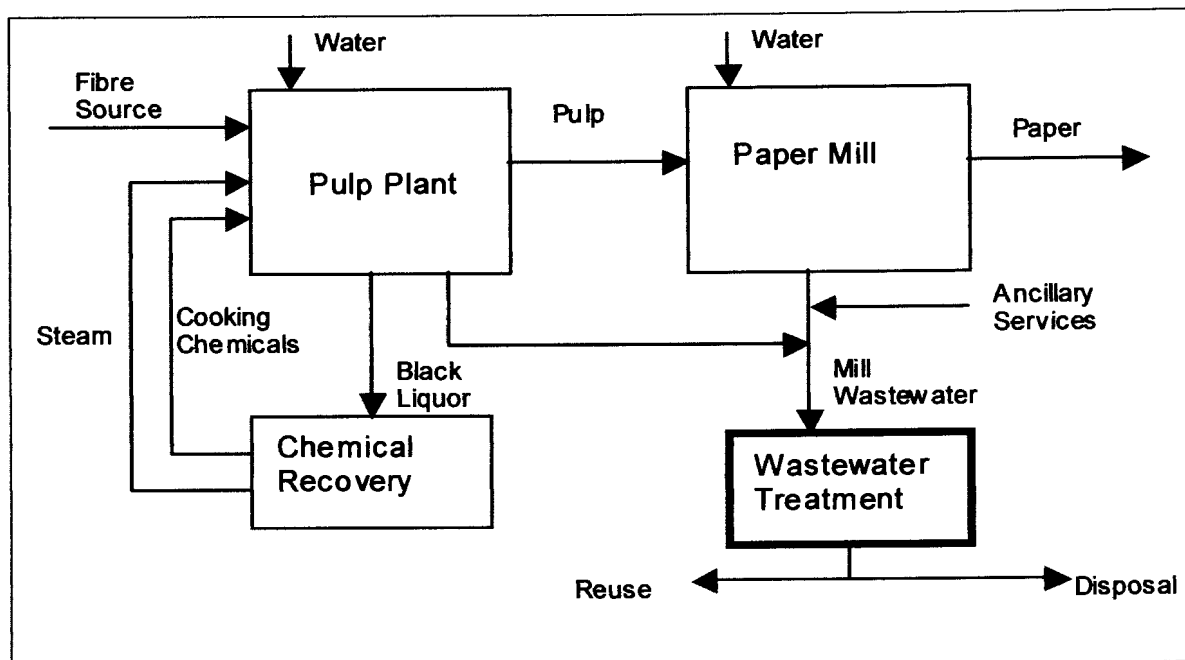 Water
Water
Fibre
Source
Pulp
Paper
Paper Mill
Pulp Plant
Steam
Cooking
Chemicals
Black
Liquor
Ancillary
Services
Mill
Wastewater
Chemical
Recovery
Wastewater
Treatment
Reuse
Disposal